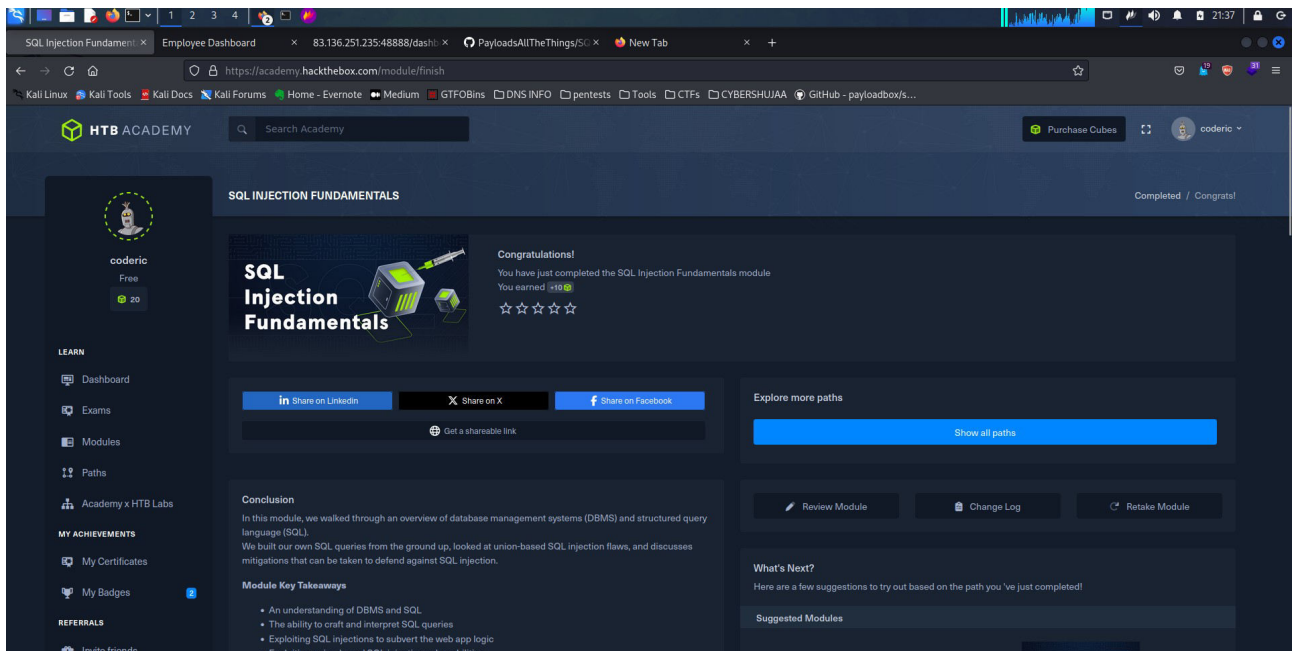 1 2 3 4 2 21:37
SQL Injection Fundament × Employee Dashboard × 83.136.251.235:48888/dashb × PayloadsAllTheThings/SQ × New Tab × +
https://academy.hackthebox.com/module/finish 19 31
Kali Linux Kali Tools Kali Docs Kali Forums Home - Evernote Medium GTFOBins DNS INFO pentests Tools CTFs CYBERSHUJAA GitHub - payloadbox/s...
HTB ACADEMY Search Academy Purchase Cubes coderic
SQL INJECTION FUNDAMENTALS Completed / Congrats!
coderic
Free
20
SQL
Injection
Fundamentals
Congratulations!
You have just completed the SQL Injection Fundamentals module
You earned +10
LEARN
Dashboard
Exams
Modules
Paths
Academy x HTB Labs
MY ACHIEVEMENTS
My Certificates
My Badges 2
REFERRALS
Invite friends
in Share on Linkedin X Share on X f Share on Facebook
Get a shareable link
Explore more paths
Show all paths
Conclusion
In this module, we walked through an overview of database management systems (DBMS) and structured query
language (SQL).
We built our own SQL queries from the ground up, looked at union-based SQL injection flaws, and discusses
mitigations that can be taken to defend against SQL injection.
Module Key Takeaways
• An understanding of DBMS and SQL
• The ability to craft and interpret SQL queries
• Exploiting SQL injections to subvert the web app logic
Review Module Change Log Retake Module
What's Next?
Here are a few suggestions to try out based on the path you 've just completed!
Suggested Modules